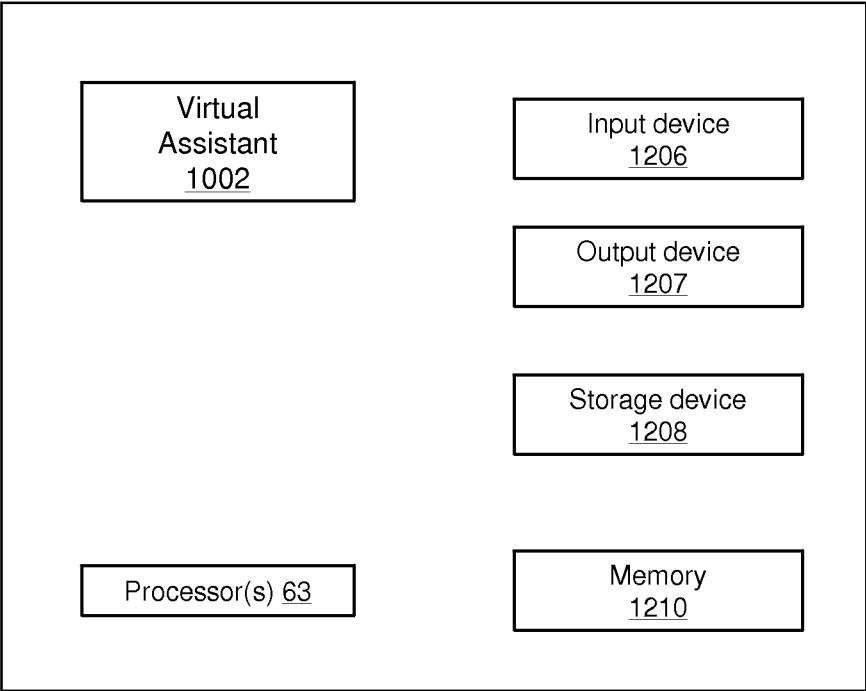 Virtual
Assistant
1002
Input device
1206
Output device
1207
Storage device
1208
Processor(s) 63
Memory
1210